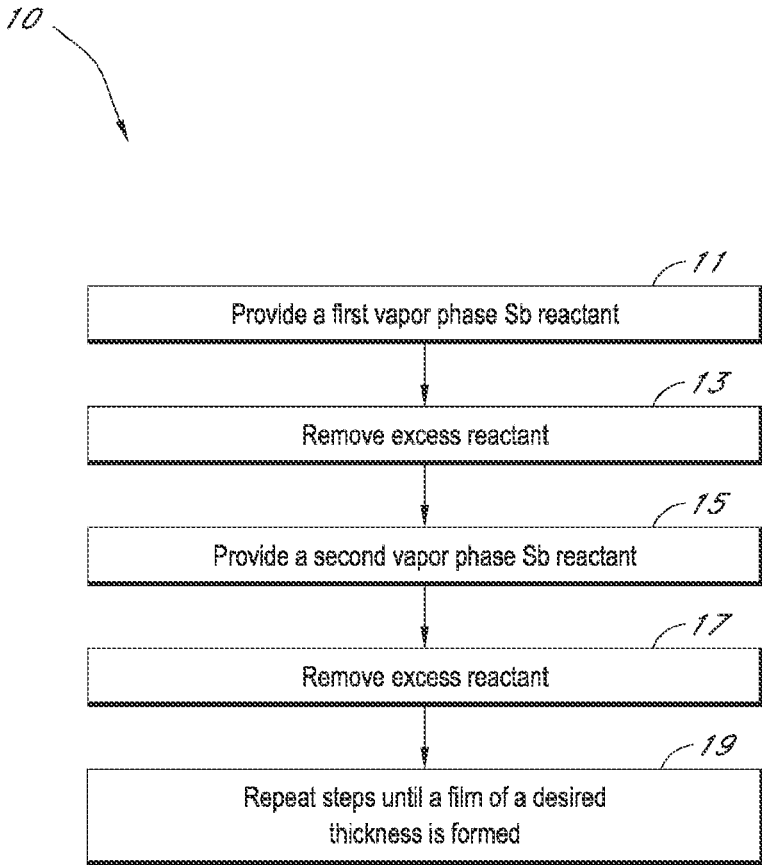 10
11
Provide a first vapor phase Sb reactant
13
Remove excess reactant
15
Provide a second vapor phase Sb reactant
17
Remove excess reactant
19
Repeat steps until a film of a desired
thickness is formed